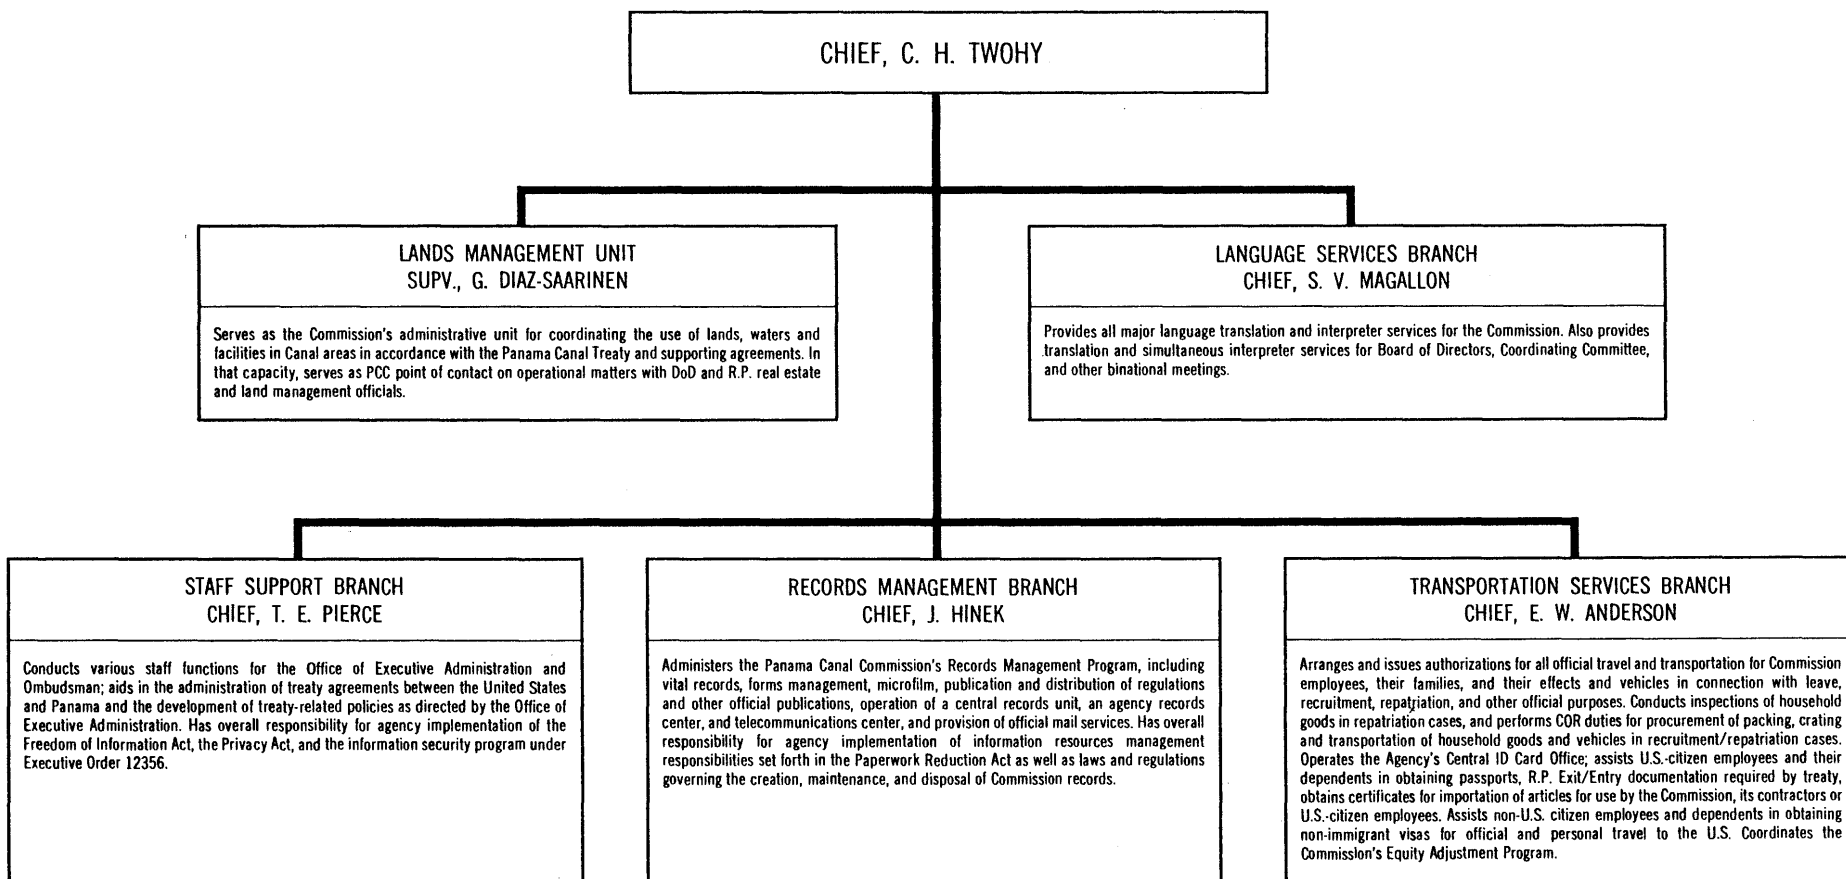 CHIEF, C. H. TWOHY
LANDS MANAGEMENT UNIT
SUPV., G. DIAZ-SAARINEN
Serves as the Commission's administrative unit for coordinating the use of lands, waters and
facilities in Canal areas in accordance with the Panama Canal Treaty and supporting agreements. In
that capacity, serves as PCC point of contact on operational matters with DoD and R.P. real estate
and land management officials.
LANGUAGE SERVICES BRANCH
CHIEF, S. V. MAGALLON
Provides all major language translation and interpreter services for the Commission. Also provides
translation and simultaneous interpreter services for Board of Directors, Coordinating Committee,
and other binational meetings.
STAFF SUPPORT BRANCH
CHIEF, T. E. PIERCE
Conducts various staff functions for the Office of Executive Administration and
Ombudsman; aids in the administration of treaty agreements between the United States
and Panama and the development of treaty-related policies as directed by the Office of
Executive Administration. Has overall responsibility for agency implementation of the
Freedom of Information Act, the Privacy Act, and the information security program under
Executive Order 12356.
RECORDS MANAGEMENT BRANCH
CHIEF, J. HINEK
Administers the Panama Canal Commission's Records Management Program, including
vital records, forms management, microfilm, publication and distribution of regulations
and other official publications, operation of a central records unit, an agency records
center, and telecommunications center, and provision of official mail services. Has overall
responsibility for agency implementation of information resources management
responsibilities set forth in the Paperwork Reduction Act as well as laws and regulations
governing the creation, maintenance, and disposal of Commission records.
TRANSPORTATION SERVICES BRANCH
CHIEF, E. W. ANDERSON
Arranges and issues authorizations for all official travel and transportation for Commission
employees, their families, and their effects and vehicles in connection with leave,
recruitment, repatriation, and other official purposes. Conducts inspections of household
goods in repatriation cases, and performs COR duties for procurement of packing, crating
and transportation of household goods and vehicles in recruitment/repatriation cases.
Operates the Agency's Central ID Card Office; assists U.S.-citizen employees and their
dependents in obtaining passports, R.P. Exit/Entry documentation required by treaty,
obtains certificates for importation of articles for use by the Commission, its contractors or
U.S.-citizen employees. Assists non-U.S. citizen employees and dependents in obtaining
non-immigrant visas for official and personal travel to the U.S. Coordinates the
Commission's Equity Adjustment Program.